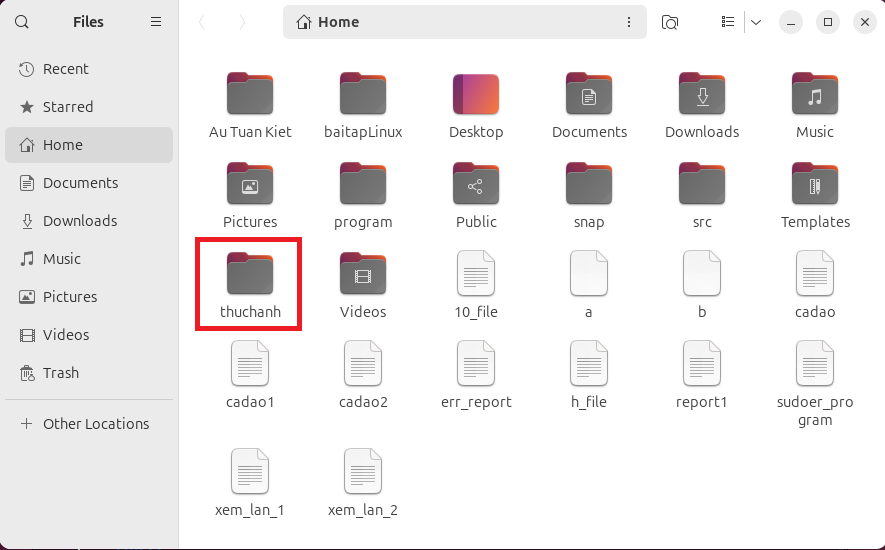 Files
Home
Recent
Starred
Home
Documents
Downloads
Music
Pictures
Videos
Trash
Other Locations
Au Tuan Kiet
baitapLinux
Desktop
Documents
Downloads
Music
Pictures
program
Public
snap
src
Templates
thuchanh
Videos
10_file
a
b
cadao
cadao1
cadao2
err_report
h_file
report1
sudoer_pro
gram
xem_lan_1
xem_lan_2